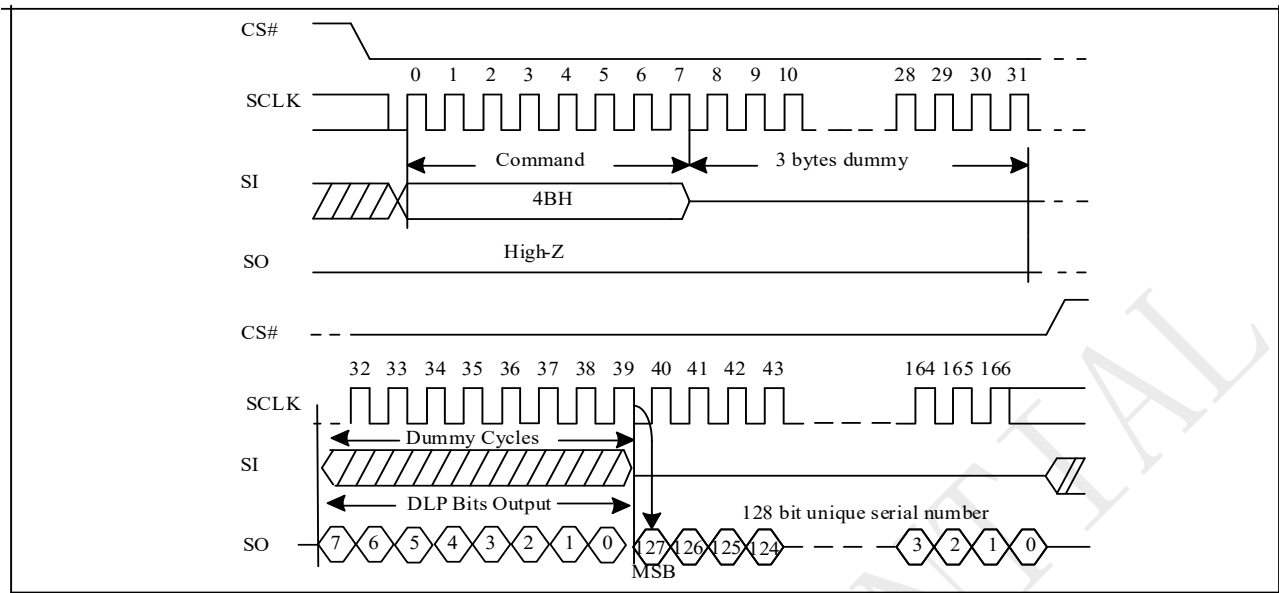 CS#
0 1 2 3 4 5 6 7 8 9 10 28 29 30 31
SCLK
Command 3 bytes dummy
SI
4BH
High-Z
SO
CS#
32 33 34 35 36 37 38 39 40 41 42 43 164 165 166
SCLK
Dummy Cycles
SI
DLP Bits Output 128 bit unique serial number
SO 7 6 5 4 3 2 1 0 127 126 125 124 3 2 1 0
MSB
NTIAL